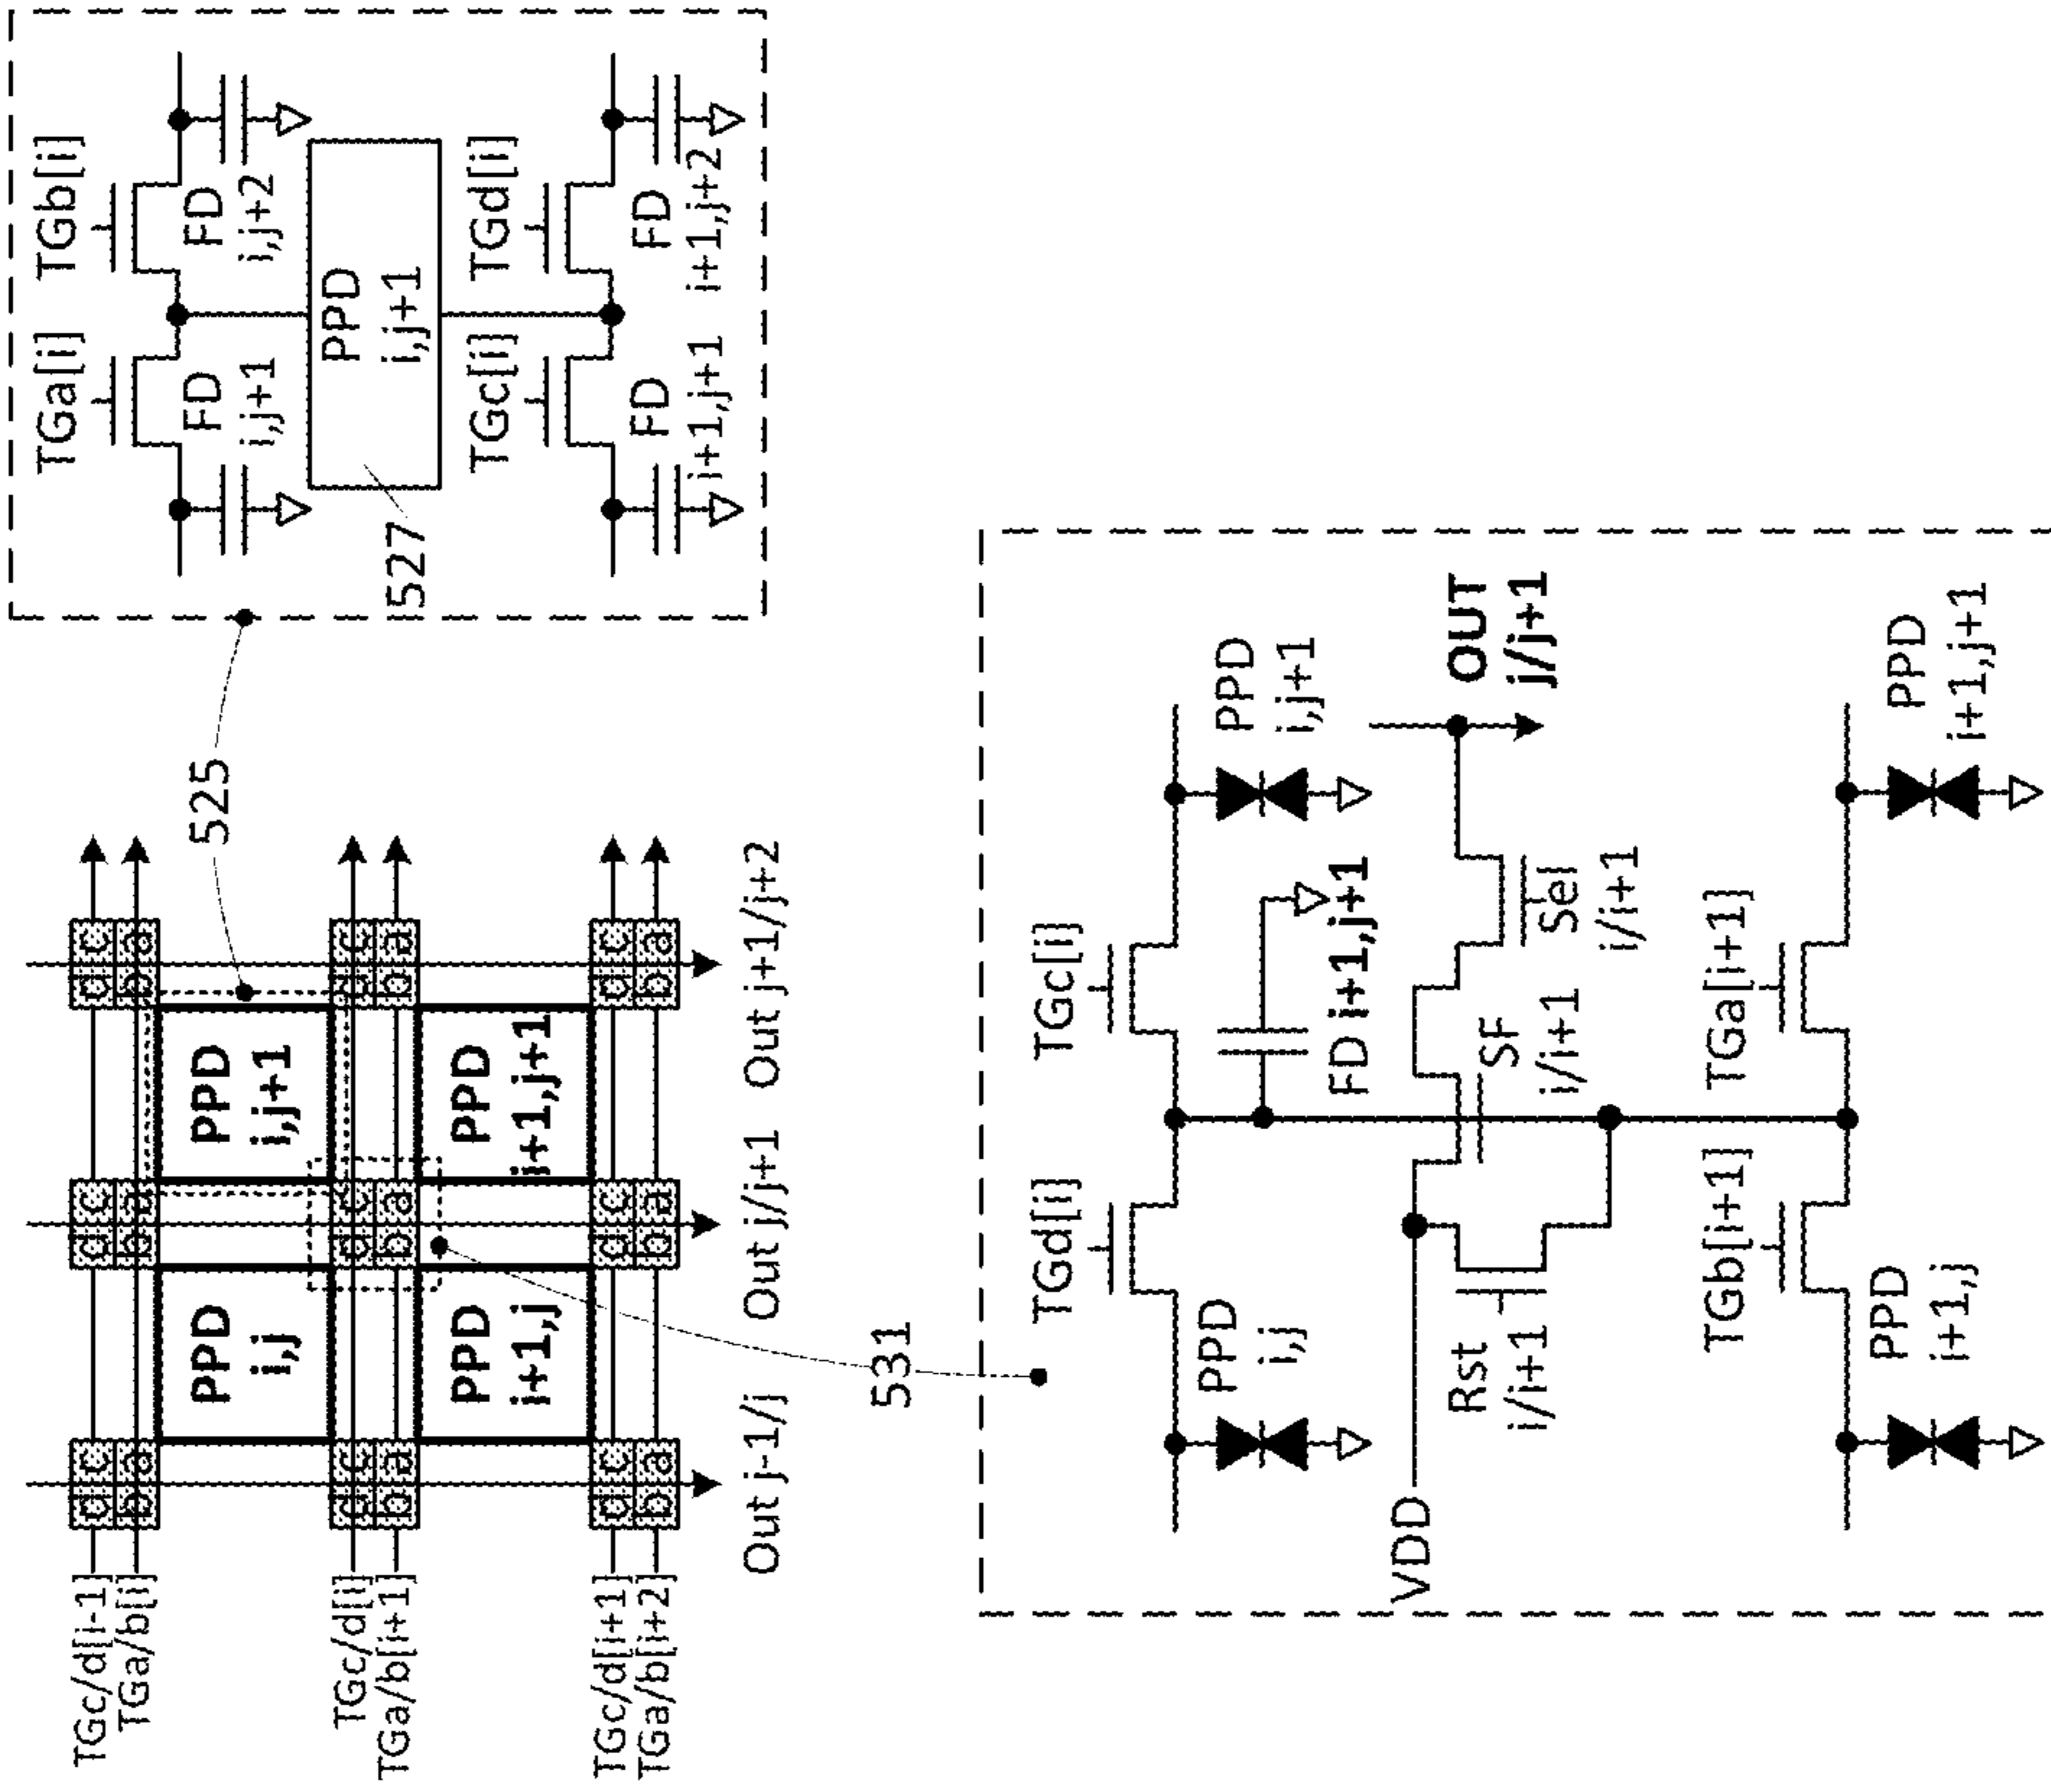 TGc/d[i-1]
d c d c d c
TGa/b[i]
b a b a b a
PPD
i,j
PPD
i,j+1
TGc/d[i]
d c d c d c
TGa/b[i+1]
b a b a b a
PPD
i+1,j
PPD
i+1,j+1
TGc/d[i+1]
d c d c d c
TGa/b[i+2]
b a b a b a
Out j-1/j
Out j/j+1
Out j+1/j+2
525
TGa[i]
TGb[i]
FD
i,j+1
FD
i,j+2
PPD
i,j+1
527
TGc[i]
TGd[i]
FD
i+1,j+1
FD
i+1,j+2
531
TGd[i]
TGc[i]
PPD
i,j
PPD
i,j+1
FD i+1,j+1
VDD
OUT
j/j+1
Rst
i/i+1
SF
i/i+1
Sel
i/i+1
TGb[i+1]
TGa[i+1]
PPD
i+1,j
PPD
i+1,j+1